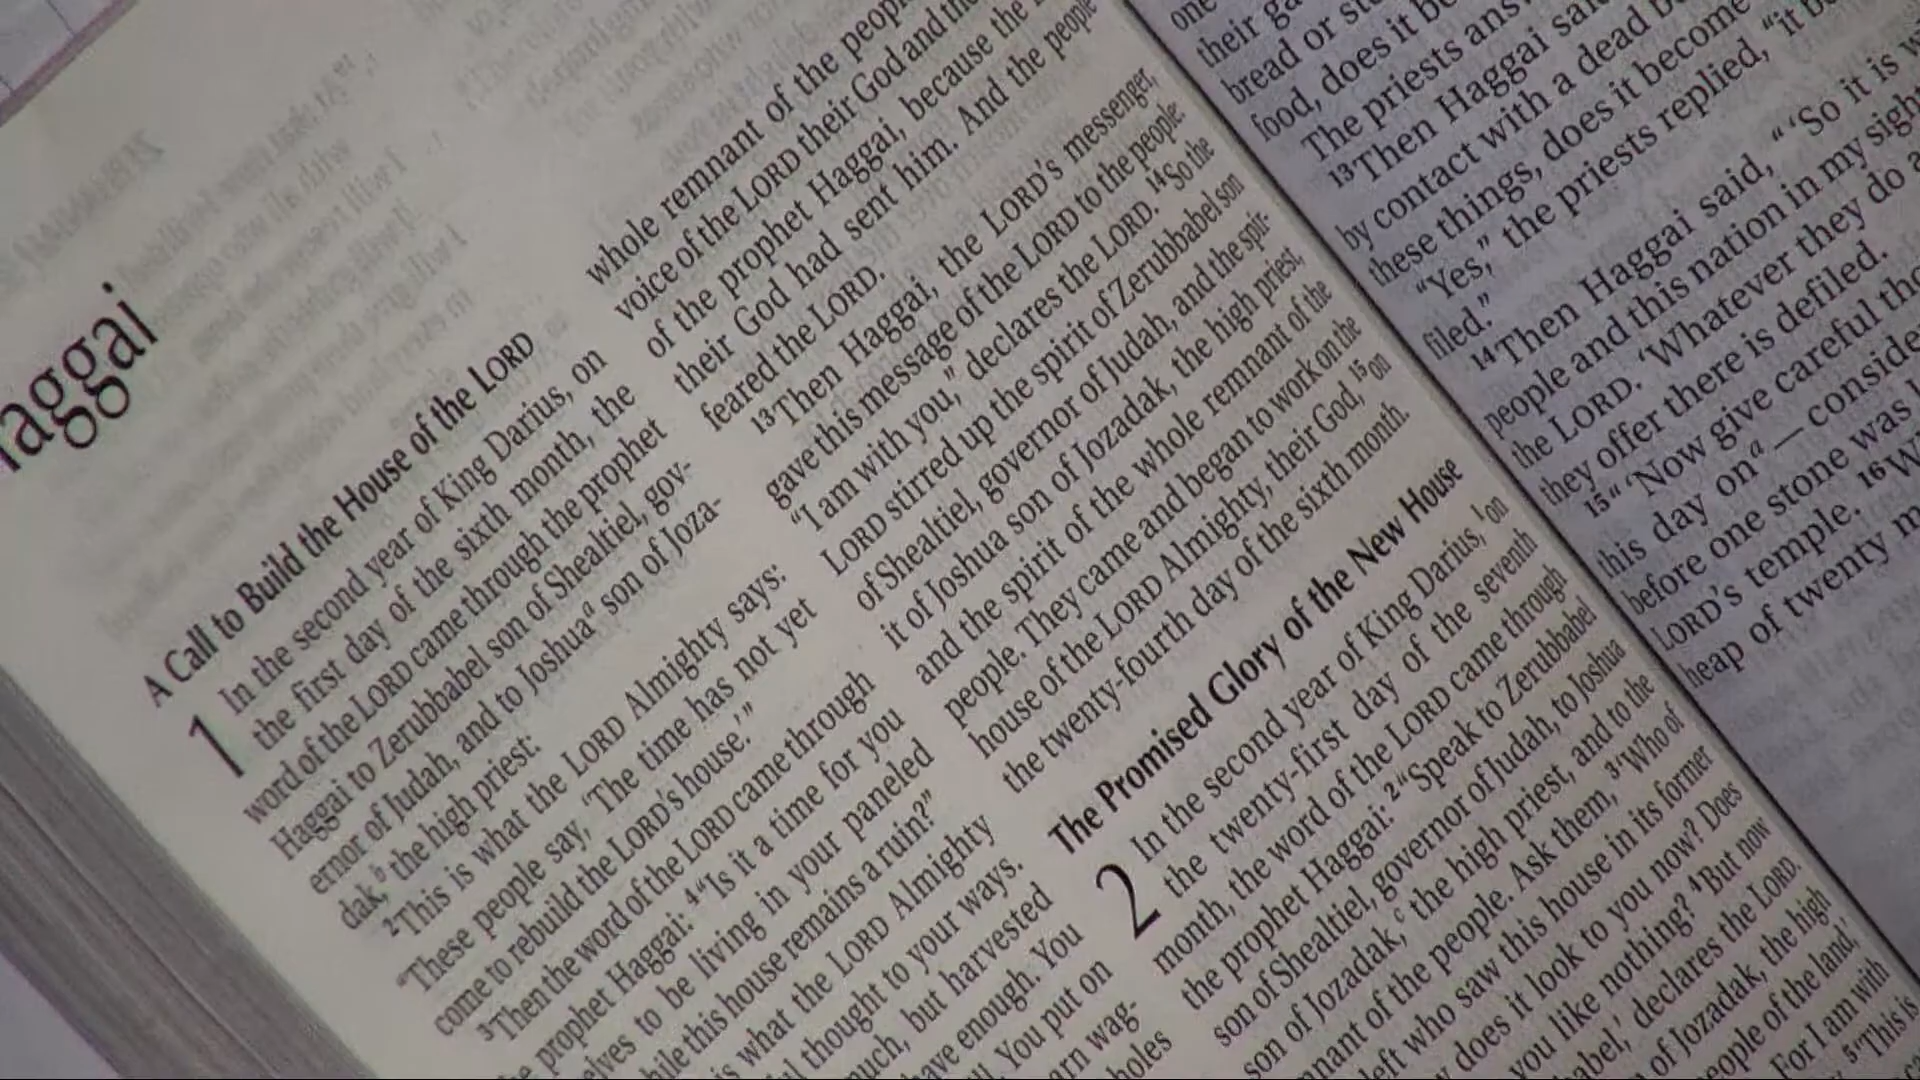 aggai
A Call to Build the House of the LORD
1 In the second year of King Darius, on
the first day of the sixth month, the
word of the LORD came through the prophet
Haggai to Zerubbabel son of Shealtiel, gov-
ernor of Judah, and to Joshuaª son of Joza-
dak,ᵇ the high priest:
²This is what the LORD Almighty says:
“These people say, ‘The time has not yet
come to rebuild the LORD’s house.’”
³Then the word of the LORD came through
prophet Haggai: ⁴“Is it a time for you
elves to be living in your paneled
hile this house remains a ruin?”
is what the LORD Almighty
thought to your ways.
much, but harvested
have enough. You
You put on
arn wag-
holes
whole remnant of the people
voice of the LORD their God and the
of the prophet Haggai, because the
their God had sent him. And the people
feared the LORD.
¹³Then Haggai, the LORD’s messenger,
gave this message of the LORD to the people:
“I am with you,” declares the LORD. ¹⁴So the
LORD stirred up the spirit of Zerubbabel son
of Shealtiel, governor of Judah, and the spir-
it of Joshua son of Jozadak, the high priest,
and the spirit of the whole remnant of the
people. They came and began to work on the
house of the LORD Almighty, their God, ¹⁵on
the twenty-fourth day of the sixth month.
The Promised Glory of the New House
2 In the second year of King Darius, ¹on
the twenty-first day of the seventh
month, the word of the LORD came through
the prophet Haggai: ²“Speak to Zerubbabel
son of Shealtiel, governor of Judah, to Joshua
son of Jozadak,ᶜ the high priest, and to the
mnant of the people. Ask them, ³‘Who of
left who saw this house in its former
does it look to you now? Does
you like nothing? ⁴But now
babel,’ declares the LORD.
of Jozadak, the high
people of the land,’
For I am with
⁵“This is
one
their ga
bread or ste
food, does it be
The priests ans
¹³Then Haggai said
by contact with a dead b
these things, does it become
“Yes,” the priests replied, “it be
filed.”
¹⁴Then Haggai said, “‘So it is w
people and this nation in my sight
the LORD. ‘Whatever they do a
they offer there is defiled.
¹⁵“‘Now give careful tho
this day onª — conside
before one stone was l
LORD’s temple. ¹⁶W
heap of twenty m